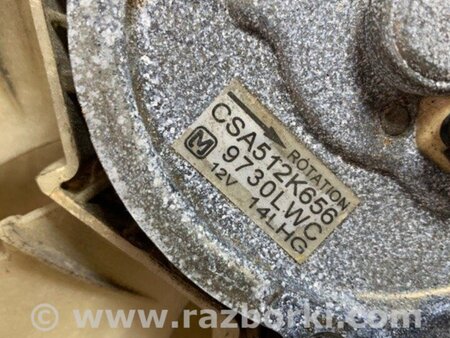 ROTATION
CSA512K656
M 9730LWC
12V 14LHG
© www.razborki.com